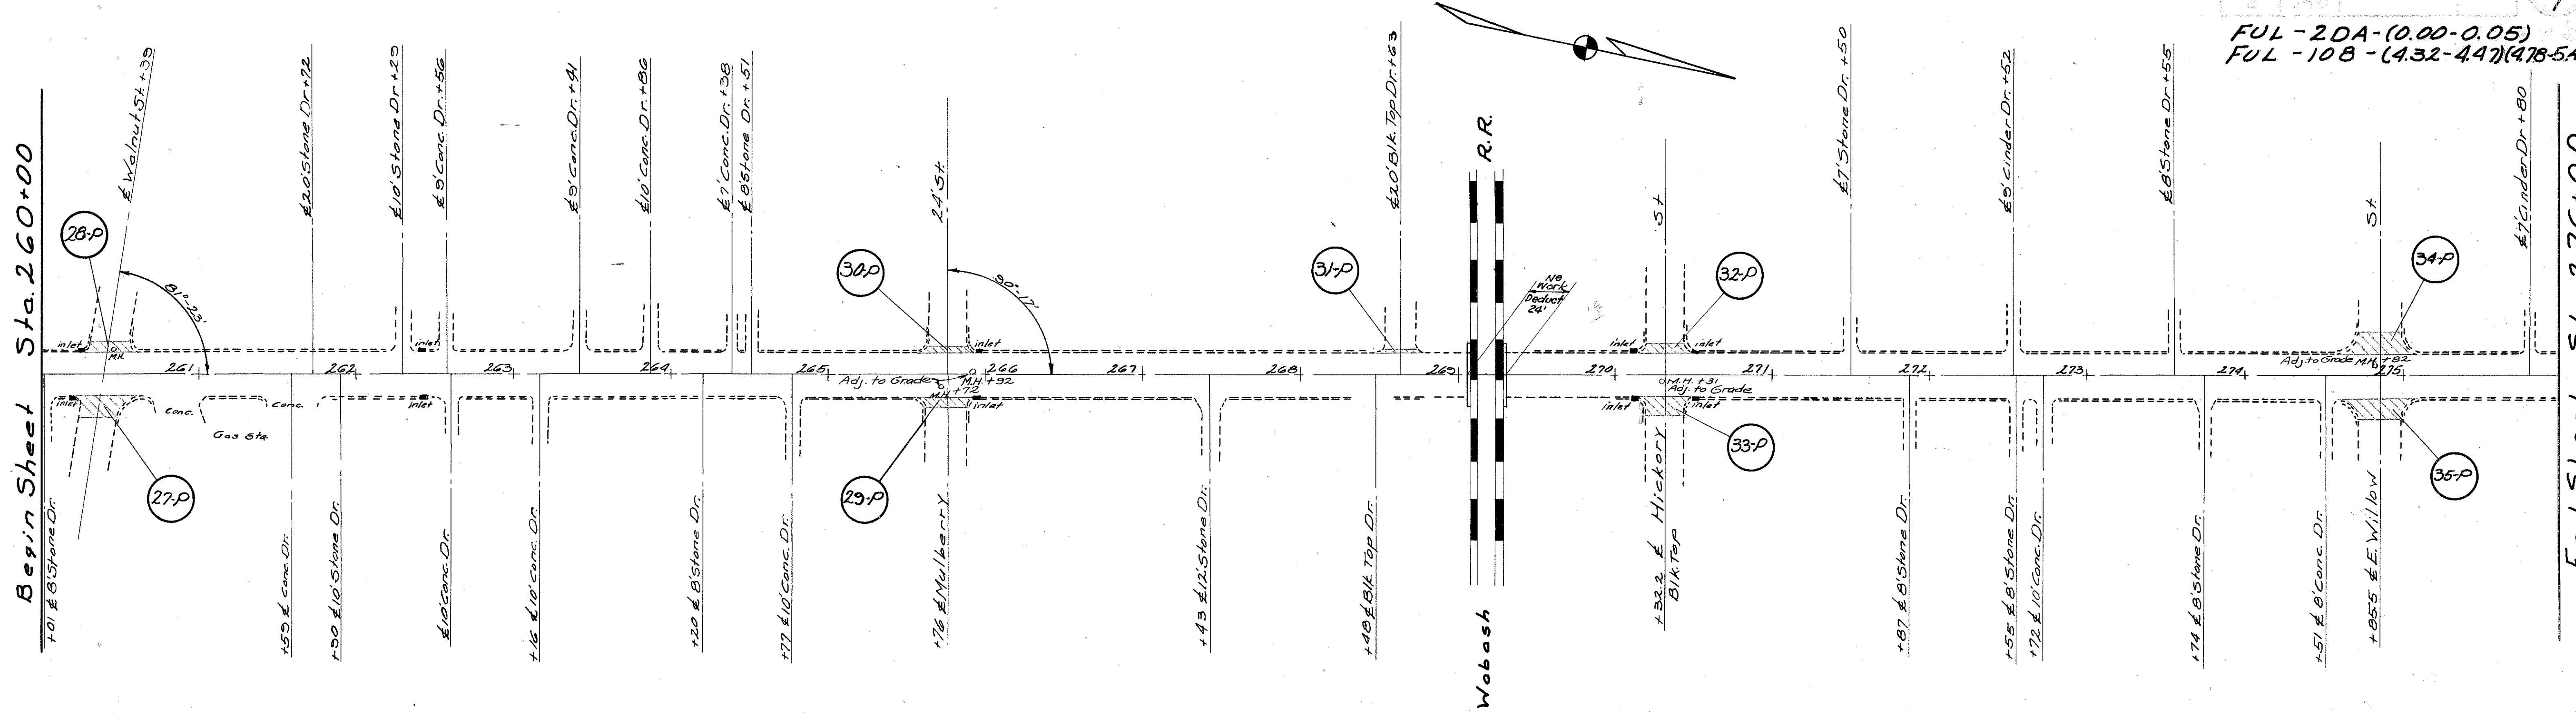 FUL - 2DA - (0.00-0.05)
FUL - 108 - (4.32-4.47)(4.78-5.
Begin Sheet Sta. 260+00
℄ Walnut St. +39
℄ 20' Stone Dr. +72
℄ 10' Stone Dr. +29
℄ 9' Conc. Dr. +56
℄ 9' Conc. Dr. +41
℄ 10' Conc. Dr. +86
℄ 7' Conc. Dr. +38
℄ 8' Stone Dr. +51
24' St.
℄ 20' Blk. Top Dr. +63
Wabash R.R.
St.
℄ 7' Stone Dr. +50
℄ 9' Cinder Dr. +52
℄ 8' Stone Dr. +55
St.
℄ 7' Cinder Dr. +80
28-P
30-P
31-P
32-P
34-P
81°-23'
90°-17'
No
Work
Deduct
24'
inlet
M.H.
inlet
inlet
inlet
inlet
261
262
263
264
265
266
267
268
269
270
271
272
273
274
275
Adj. to Grade
M.H. +92
M.H. +72
M.H. +31
Adj. to Grade
Adj. to Grade M.H. +82
inlet
Conc.
Conc.
Gas Sta.
inlet
inlet
inlet
inlet
27-P
29-P
33-P
35-P
+01 ℄ 8' Stone Dr.
+59 ℄ Conc. Dr.
+90 ℄ 10' Stone Dr.
℄ 10' Conc. Dr.
+16 ℄ 10' Conc. Dr.
+20 ℄ 8' Stone Dr.
+77 ℄ 10' Conc. Dr.
+76 ℄ Mulberry
+43 ℄ 12' Stone Dr.
+48 ℄ Blk. Top Dr.
+32.2 ℄ Hickory
Blk. Top
+87 ℄ 8' Stone Dr.
+55 ℄ 8' Stone Dr.
+72 ℄ 10' Conc. Dr.
+74 ℄ 8' Stone Dr.
+51 ℄ 8' Conc. Dr.
+85.5 ℄ E. Willow